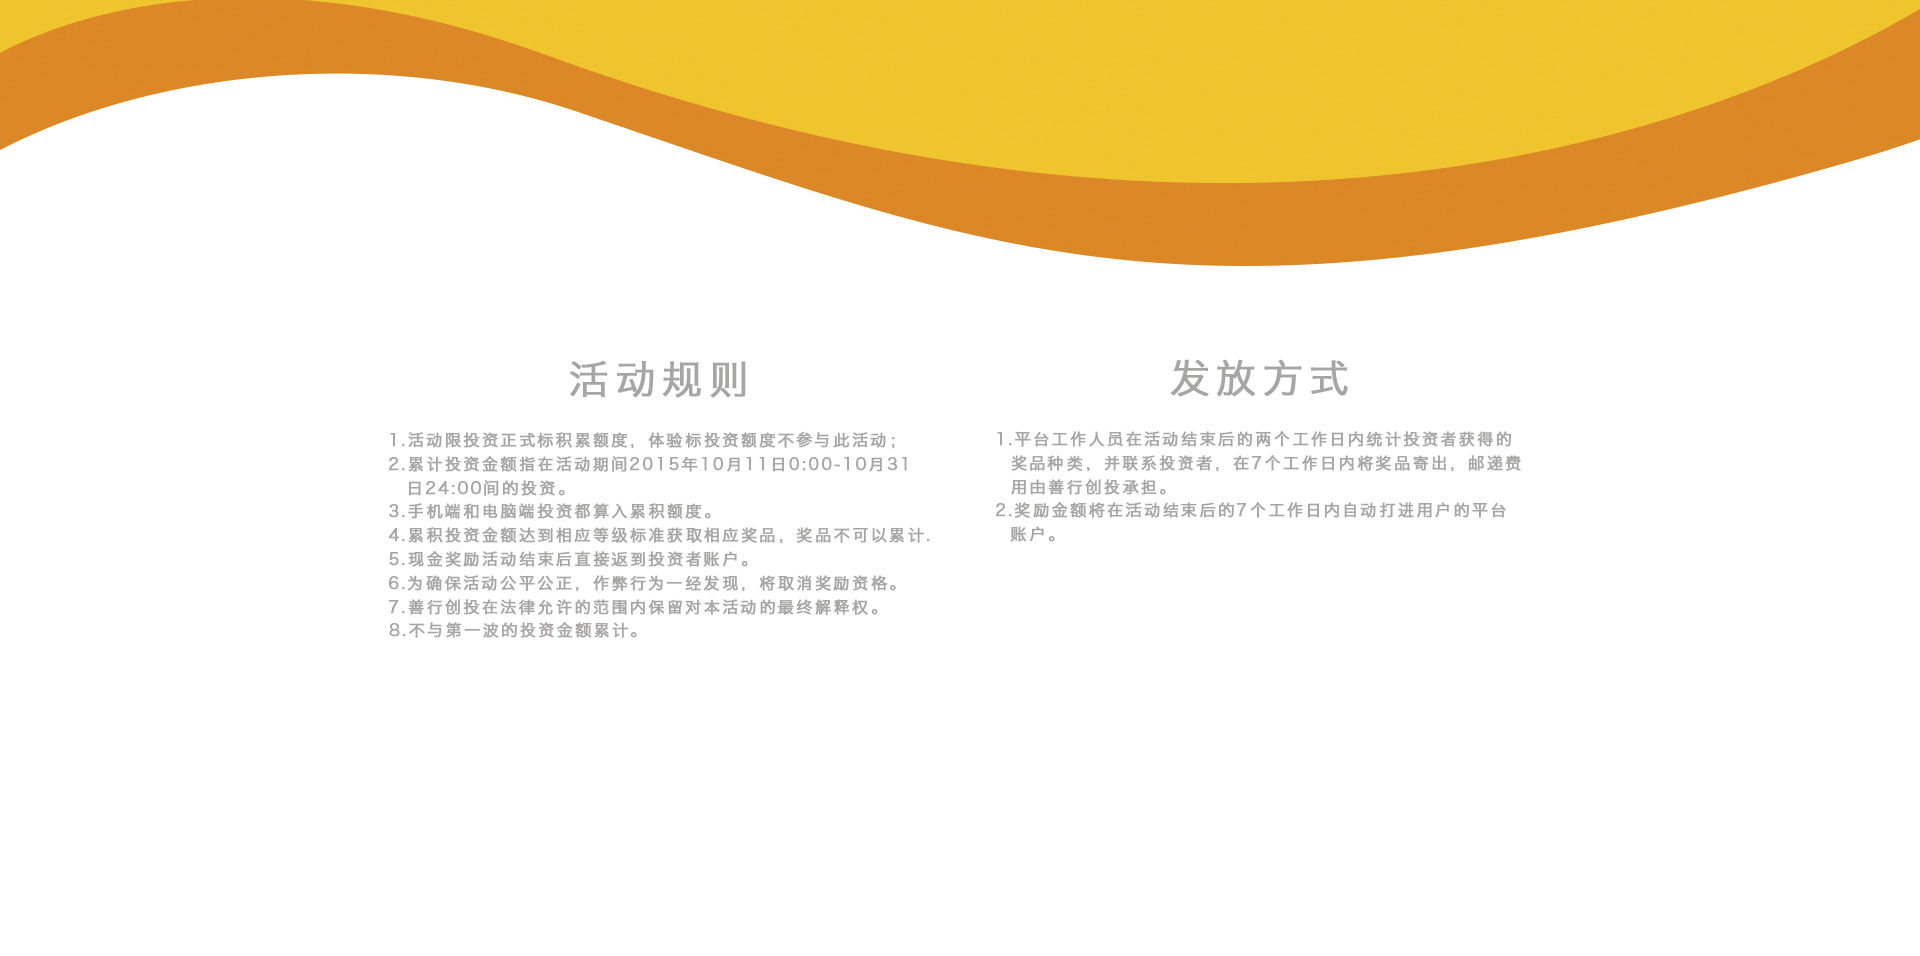 活动规则
1.活动限投资正式标积累额度，体验标投资额度不参与此活动；
2.累计投资金额指在活动期间2015年10月11日0:00-10月31
日24:00间的投资。
3.手机端和电脑端投资都算入累积额度。
4.累积投资金额达到相应等级标准获取相应奖品，奖品不可以累计.
5.现金奖励活动结束后直接返到投资者账户。
6.为确保活动公平公正，作弊行为一经发现，将取消奖励资格。
7.善行创投在法律允许的范围内保留对本活动的最终解释权。
8.不与第一波的投资金额累计。
发放方式
1.平台工作人员在活动结束后的两个工作日内统计投资者获得的
奖品种类，并联系投资者，在7个工作日内将奖品寄出，邮递费
用由善行创投承担。
2.奖励金额将在活动结束后的7个工作日内自动打进用户的平台
账户。